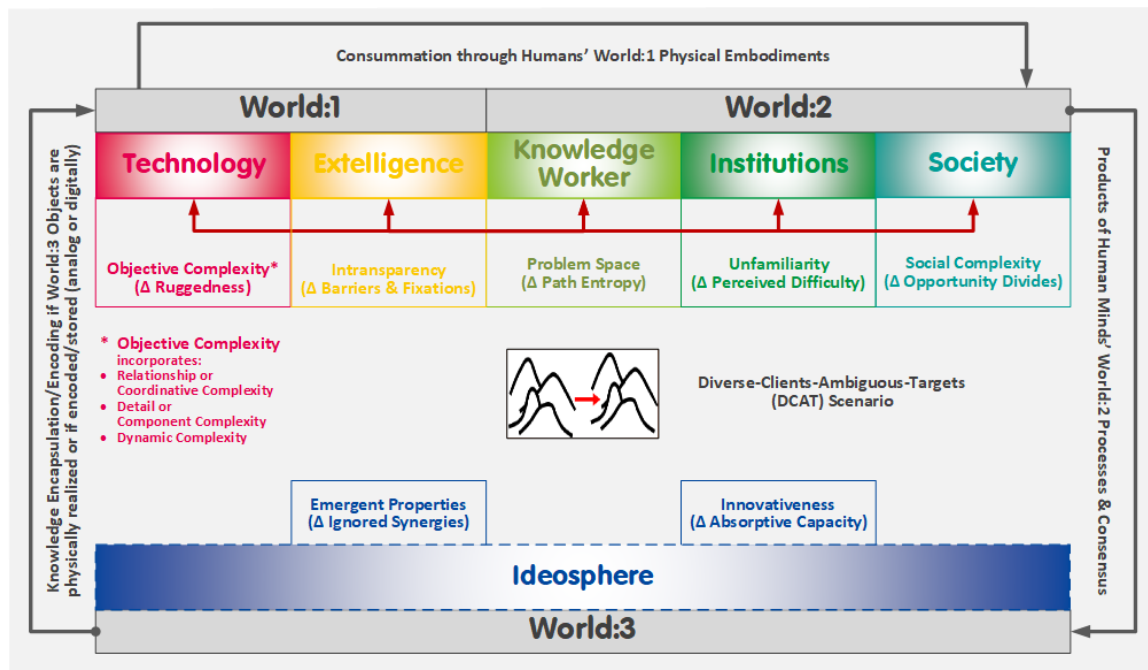 Consummation through Humans' World:1 Physical Embodiments
World:1
World:2
Technology
Extelligence
Knowledge
Worker
Institutions
Society
Objective Complexity*
(Δ Ruggedness)
Intransparency
(Δ Barriers & Fixations)
Problem Space
(Δ Path Entropy)
Unfamiliarity
(Δ Perceived Difficulty)
Social Complexity
(Δ Opportunity Divides)
* Objective Complexity
incorporates:
• Relationship or
Coordinative Complexity
• Detail or
Component Complexity
• Dynamic Complexity
Diverse-Clients-Ambiguous-Targets
(DCAT) Scenario
Emergent Properties
(Δ Ignored Synergies)
Innovativeness
(Δ Absorptive Capacity)
Ideosphere
World:3
Knowledge Encapsulation/Encoding if World:3 Objects are
physically realized or if encoded/stored (analog or digitally)
Products of Human Minds' World:2 Processes & Consensus